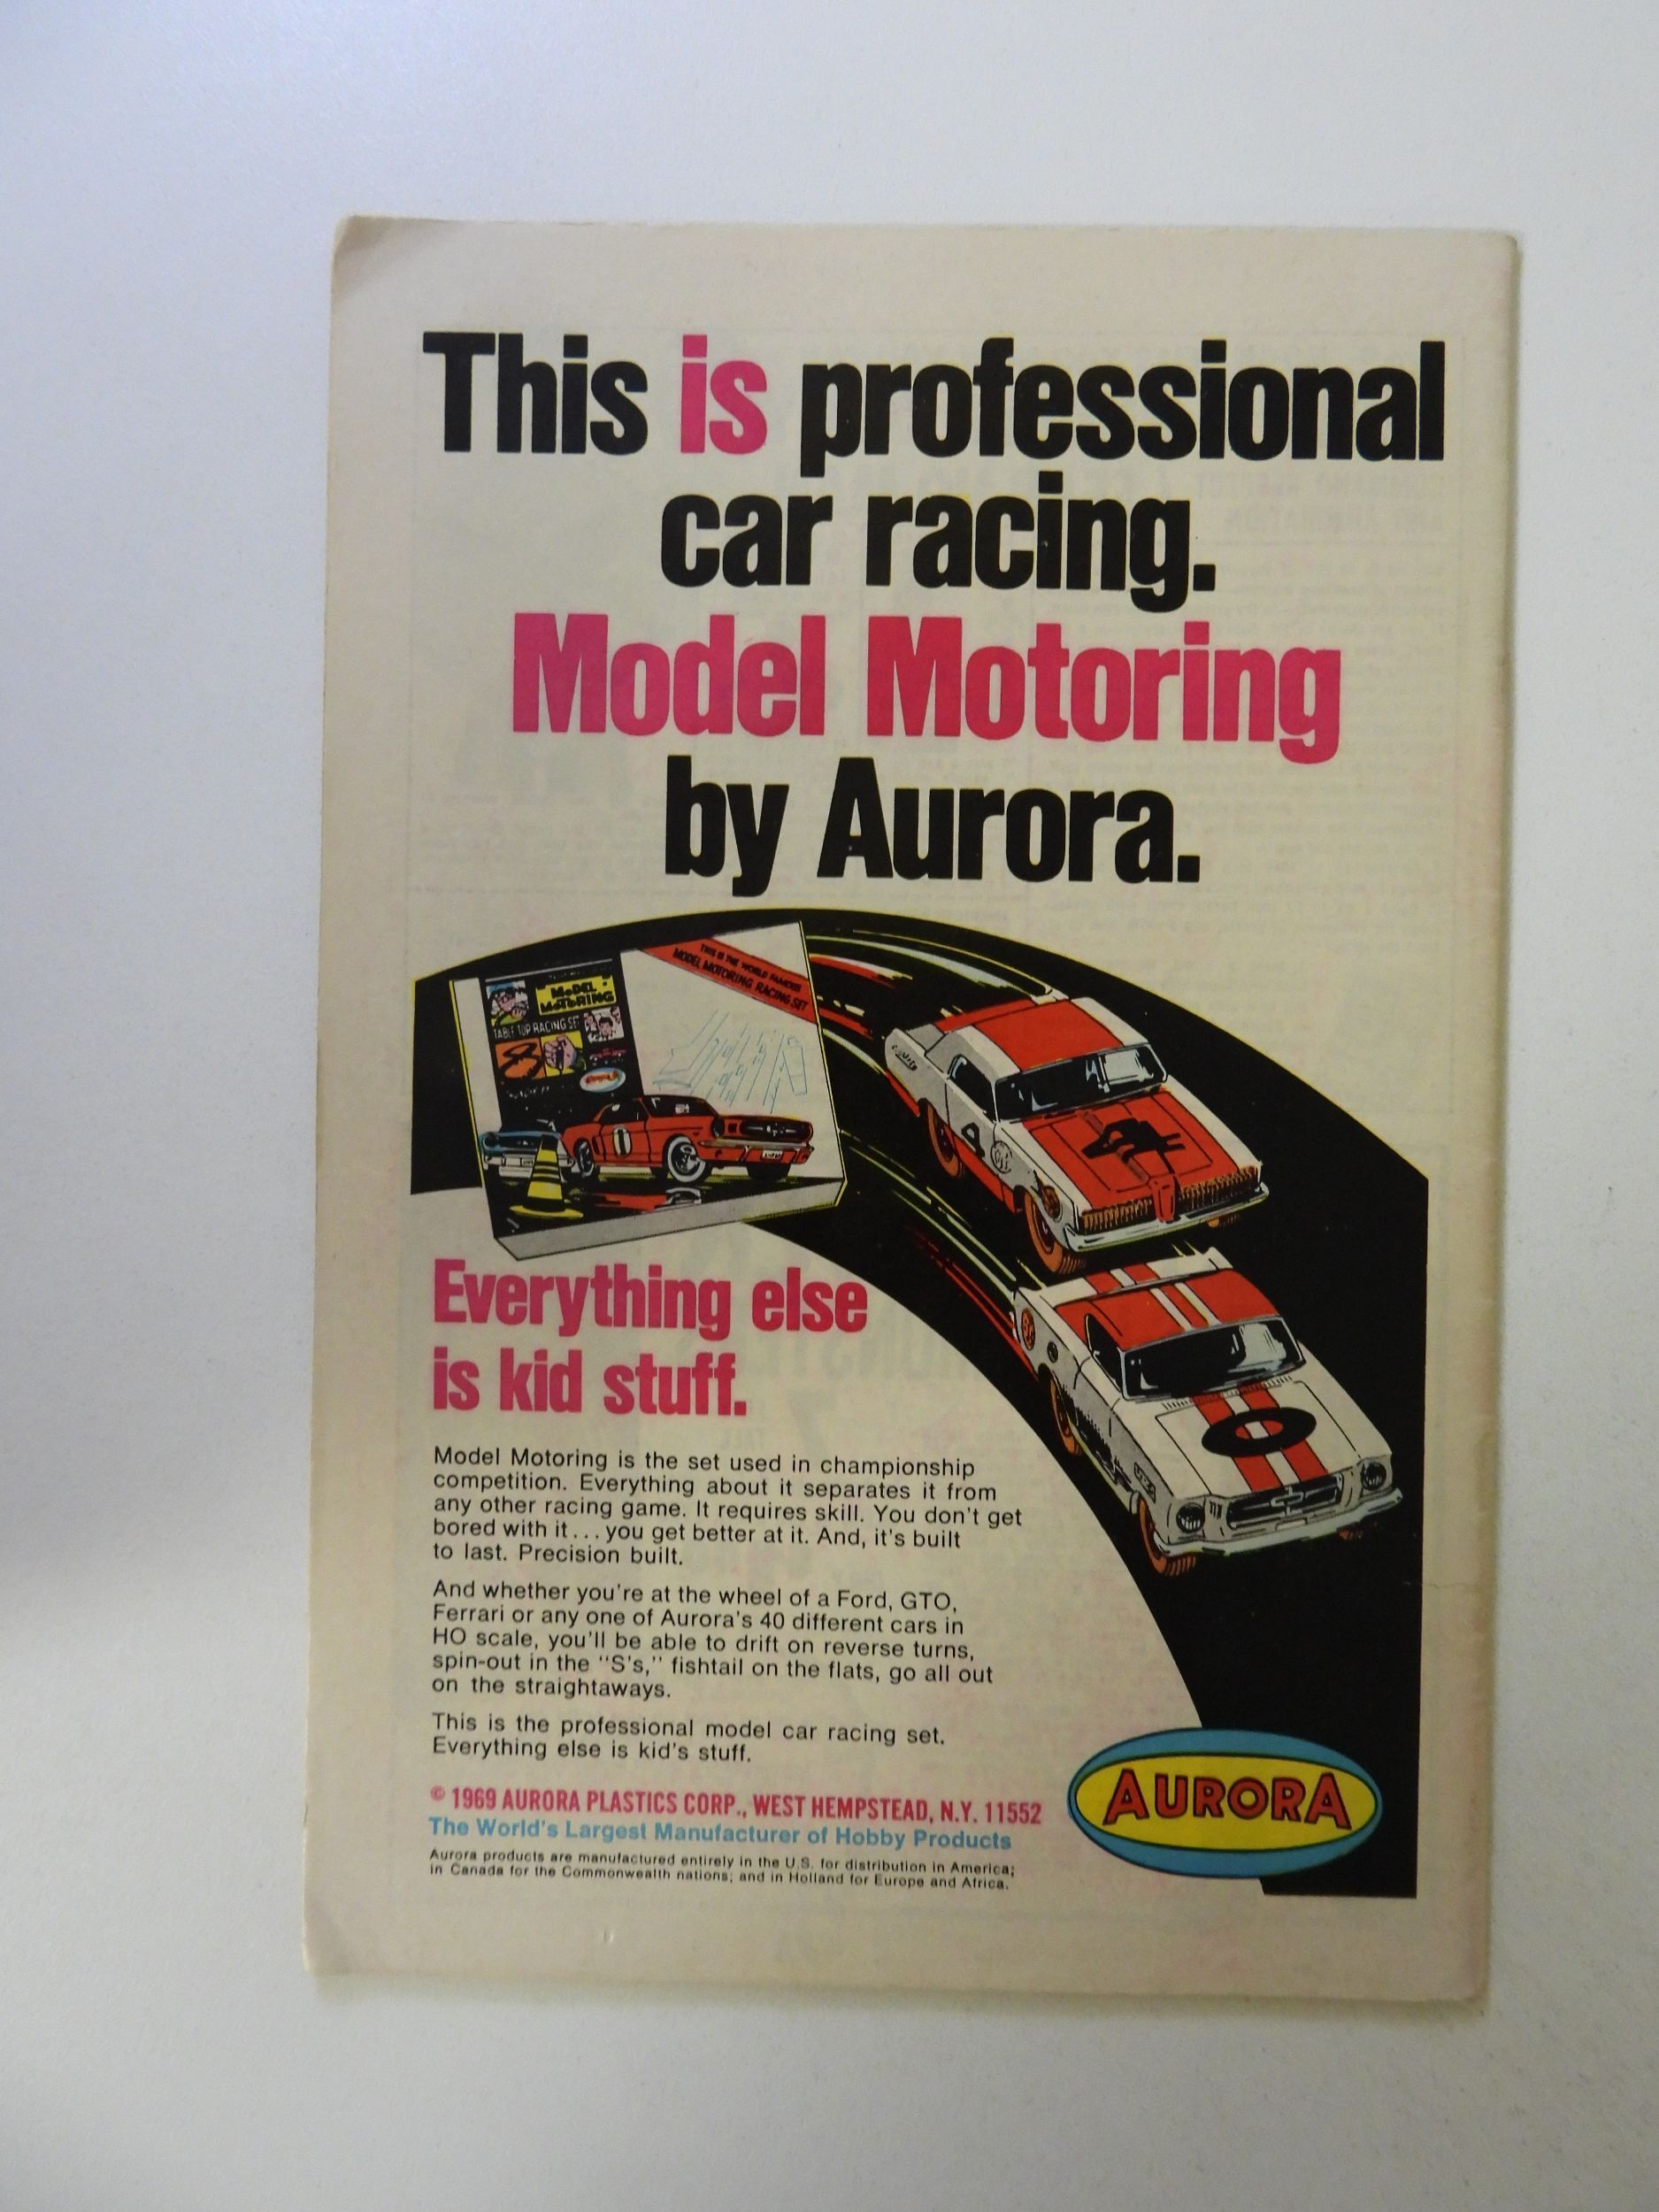 This is professional
car racing.
Model Motoring
by Aurora.
THIS IS THE WORLD FAMOUS
MODEL MOTORING RACING SET
MODEL
MOTORING
TABLE TOP RACING SET
4
4
0
Everything else
is kid stuff.
Model Motoring is the set used in championship
competition. Everything about it separates it from
any other racing game. It requires skill. You don't get
bored with it...you get better at it. And, it's built
to last. Precision built.
And whether you're at the wheel of a Ford, GTO,
Ferrari or any one of Aurora's 40 different cars in
HO scale, you'll be able to drift on reverse turns,
spin-out in the "S's," fishtail on the flats, go all out
on the straightaways.
This is the professional model car racing set.
Everything else is kid's stuff.
© 1969 AURORA PLASTICS CORP., WEST HEMPSTEAD, N.Y. 11552
The World's Largest Manufacturer of Hobby Products
Aurora products are manufactured entirely in the U.S. for distribution in America;
in Canada for the Commonwealth nations; and in Holland for Europe and Africa.
AURORA